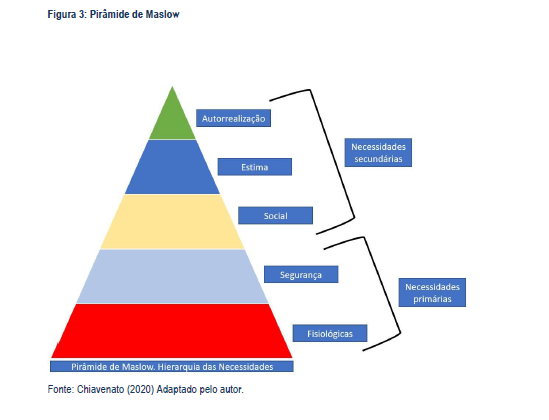 Figura 3: Pirâmide de Maslow
Autorrealização
Necessidades
secundárias
Estima
Social
Segurança
Necessidades
primárias
Fisiológicas
Pirâmide de Maslow. Hierarquia das Necessidades
Fonte: Chiavenato (2020) Adaptado pelo autor.